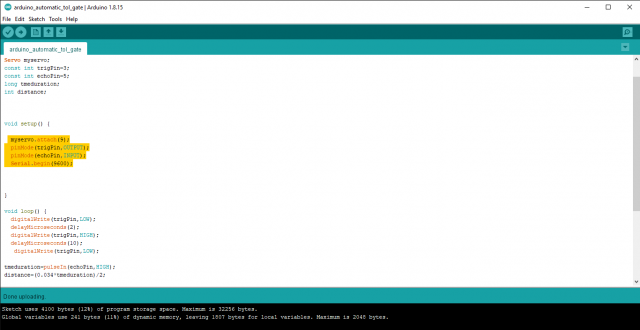 arduino_automatic_tol_gate | Arduino 1.8.15
File Edit Sketch Tools Help
arduino_automatic_tol_gate
Servo myservo;
const int trigPin=3;
const int echoPin=5;
long tmeduration;
int distance;
void setup() {
myservo.attach(9);
pinMode(trigPin,OUTPUT);
pinMode(echoPin,INPUT);
Serial.begin(9600);
}
void loop() {
digitalWrite(trigPin,LOW);
delayMicroseconds(2);
digitalWrite(trigPin,HIGH);
delayMicroseconds(10);
digitalWrite(trigPin,LOW);
tmeduration=pulseIn(echoPin,HIGH);
distance=(0.034*tmeduration)/2;
Done uploading.
Sketch uses 4100 bytes (12%) of program storage space. Maximum is 32256 bytes.
Global variables use 241 bytes (11%) of dynamic memory, leaving 1807 bytes for local variables. Maximum is 2048 bytes.